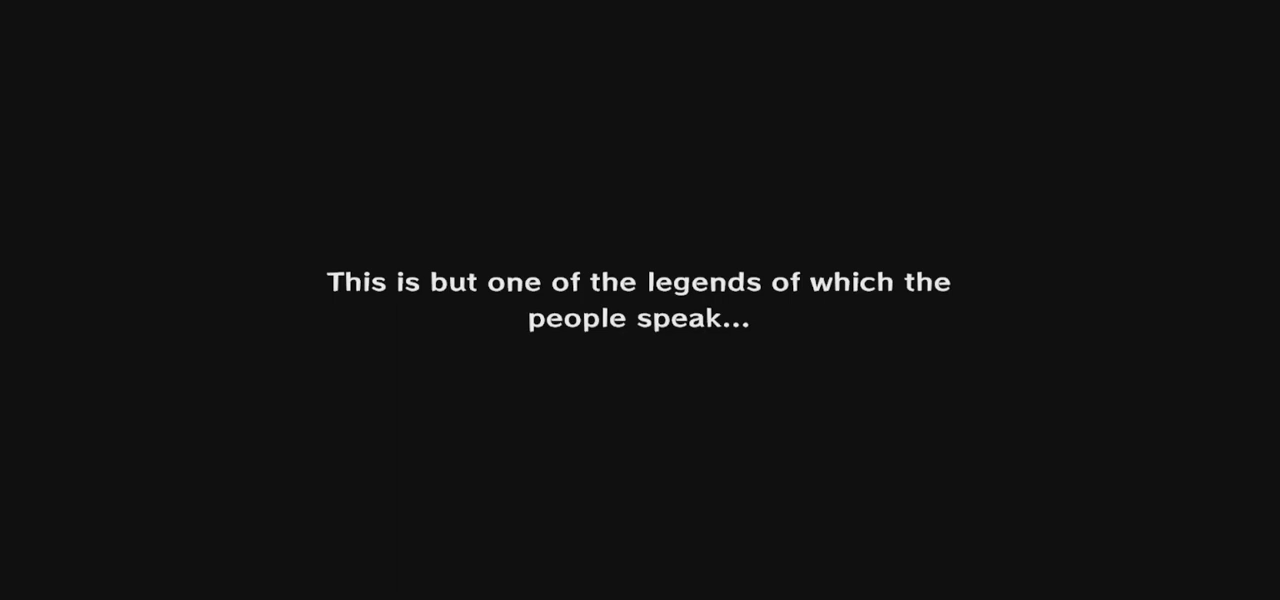 This is but one of the legends of which the
people speak...